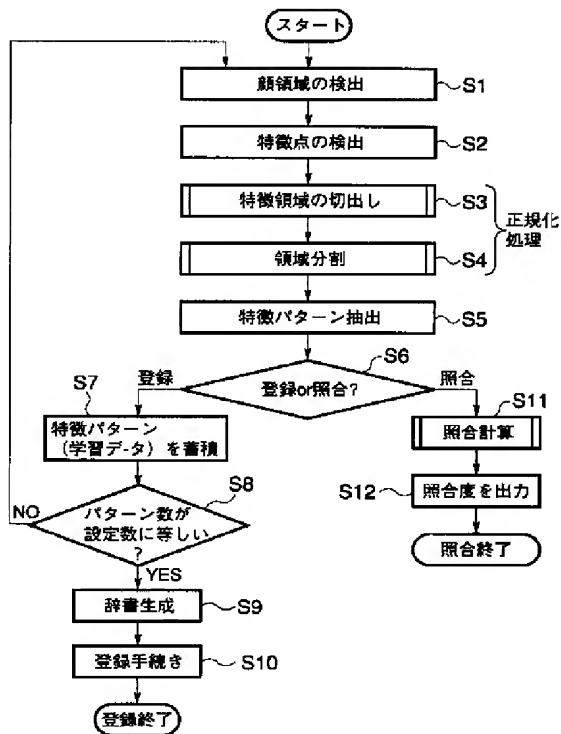 スタート
顔領域の検出
S1
特徴点の検出
S2
特徴領域の切出し
S3
正規化
処理
領域分割
S4
特徴パターン抽出
S5
S6
登録or照合?
登録
照合
S7
特徴パターン
(学習データ)を蓄積
S11
照合計算
S8
パターン数が
設定数に等しい
?
NO
YES
S12
照合度を出力
照合終了
辞書生成
S9
登録手続き
S10
登録終了